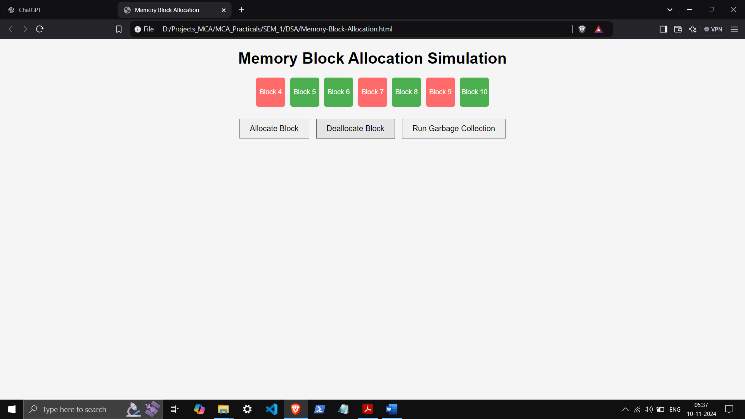 ChatGPT
Memory Block Allocation
File D:/Projects_MCA/MCA_Practicals/SEM_1/DSA/Memory-Block-Allocation.html
VPN
Memory Block Allocation Simulation
Block 4 Block 5 Block 6 Block 7 Block 8 Block 9 Block 10
Allocate Block Deallocate Block Run Garbage Collection
Type here to search
ENG
05:37
10-11-2024